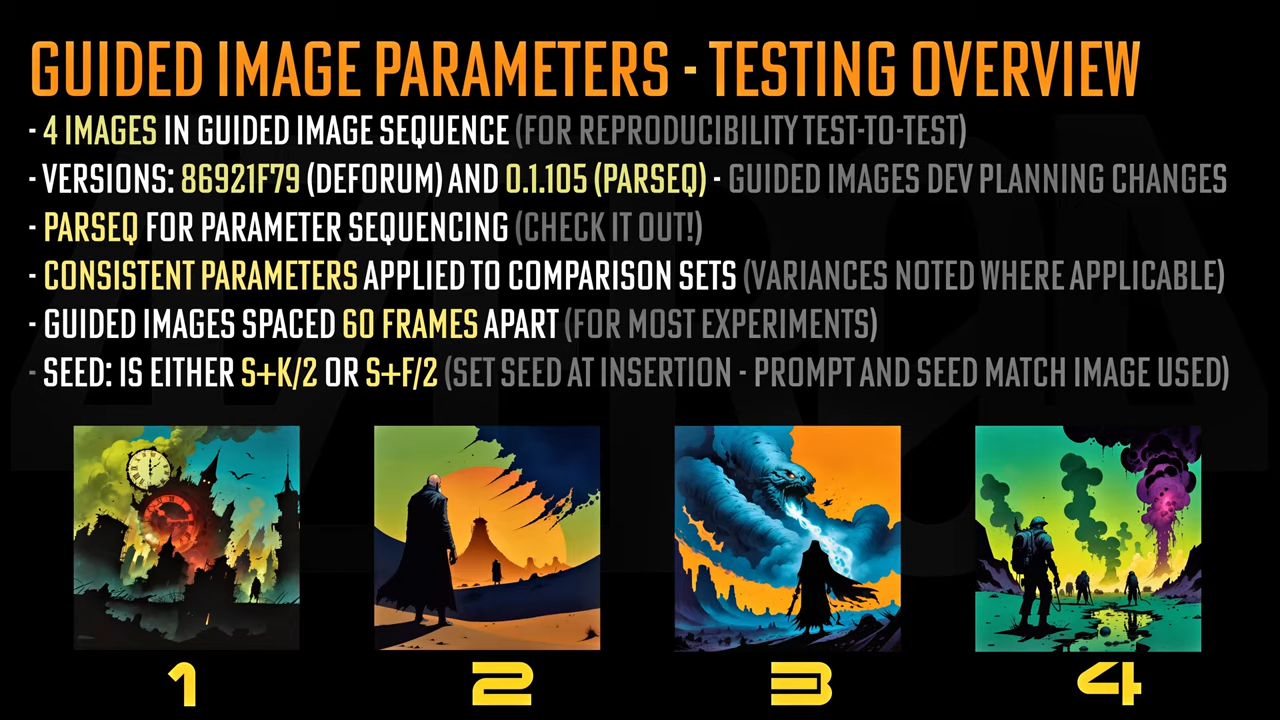 GUIDED IMAGE PARAMETERS - TESTING OVERVIEW
- 4 IMAGES IN GUIDED IMAGE SEQUENCE (FOR REPRODUCIBILITY TEST-TO-TEST)
- VERSIONS: 86921F79 (DEFORUM) AND 0.1.105 (PARSEQ) - GUIDED IMAGES DEV PLANNING CHANGES
- PARSEQ FOR PARAMETER SEQUENCING (CHECK IT OUT!)
- CONSISTENT PARAMETERS APPLIED TO COMPARISON SETS (VARIANCES NOTED WHERE APPLICABLE)
- GUIDED IMAGES SPACED 60 FRAMES APART (FOR MOST EXPERIMENTS)
- SEED: IS EITHER S+K/2 OR S+F/2 (SET SEED AT INSERTION - PROMPT AND SEED MATCH IMAGE USED)
1 2 3 4